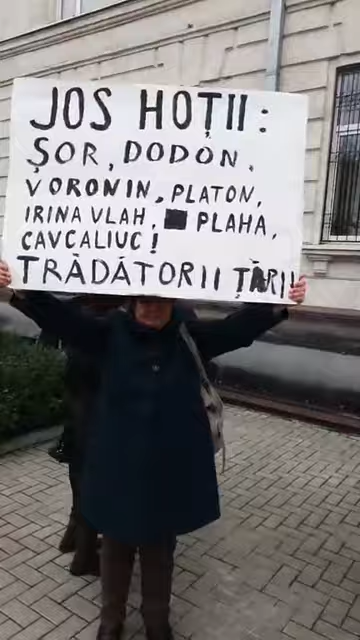 JOS HOȚII:
ȘOR, DODON,
VORONIN, PLATON,
IRINA VLAH, PLAHA,
CAVCALIUC!
TRĂDĂTORII ȚĂRII